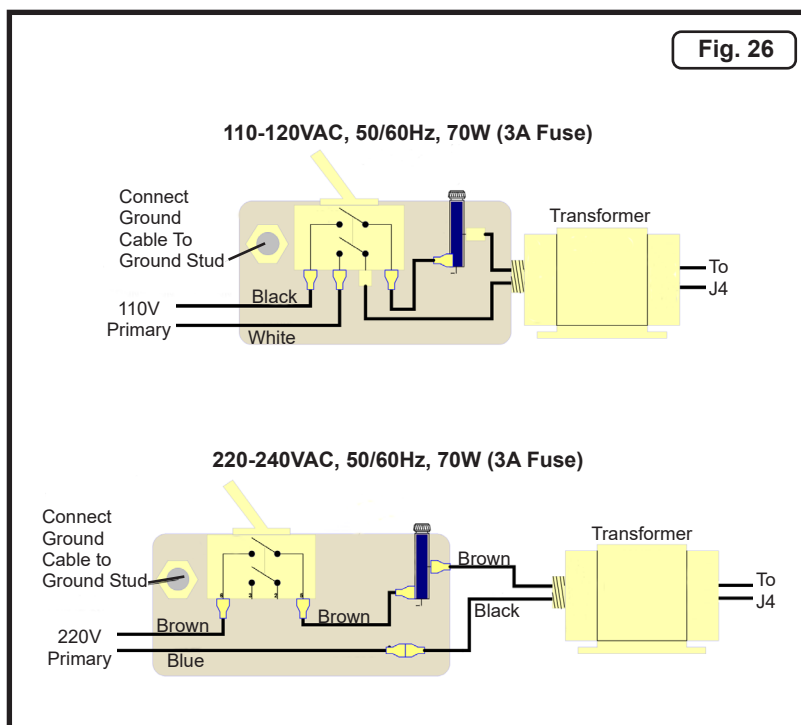 Fig. 26
110-120VAC, 50/60Hz, 70W (3A Fuse)
Connect
Ground
Cable To
Ground Stud
Transformer
To
J4
110V
Primary
Black
White
220-240VAC, 50/60Hz, 70W (3A Fuse)
Connect
Ground
Cable to
Ground Stud
Transformer
Brown
To
J4
Brown
Brown
Black
220V
Primary
Blue